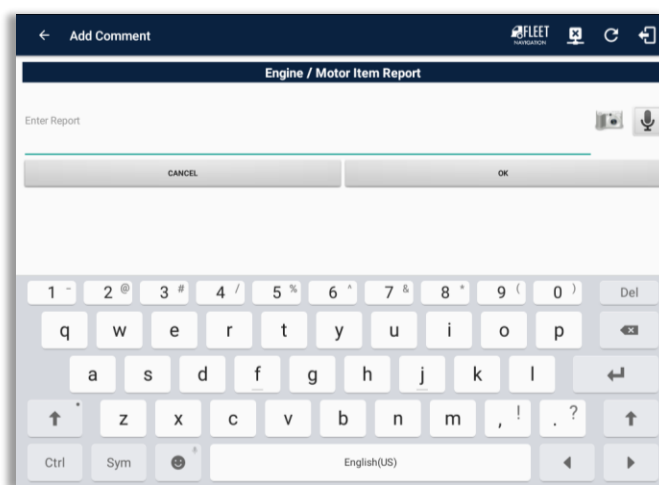 Add Comment
FLEET
NAVIGATION
Engine / Motor Item Report
Enter Report
CANCEL OK
1 - 2 @ 3 # 4 / 5 % 6 ^ 7 & 8 * 9 ( 0 ) Del
q w e r t y u i o p
a s d f g h j k l
z x c v b n m , ! . ?
Ctrl Sym English(US)